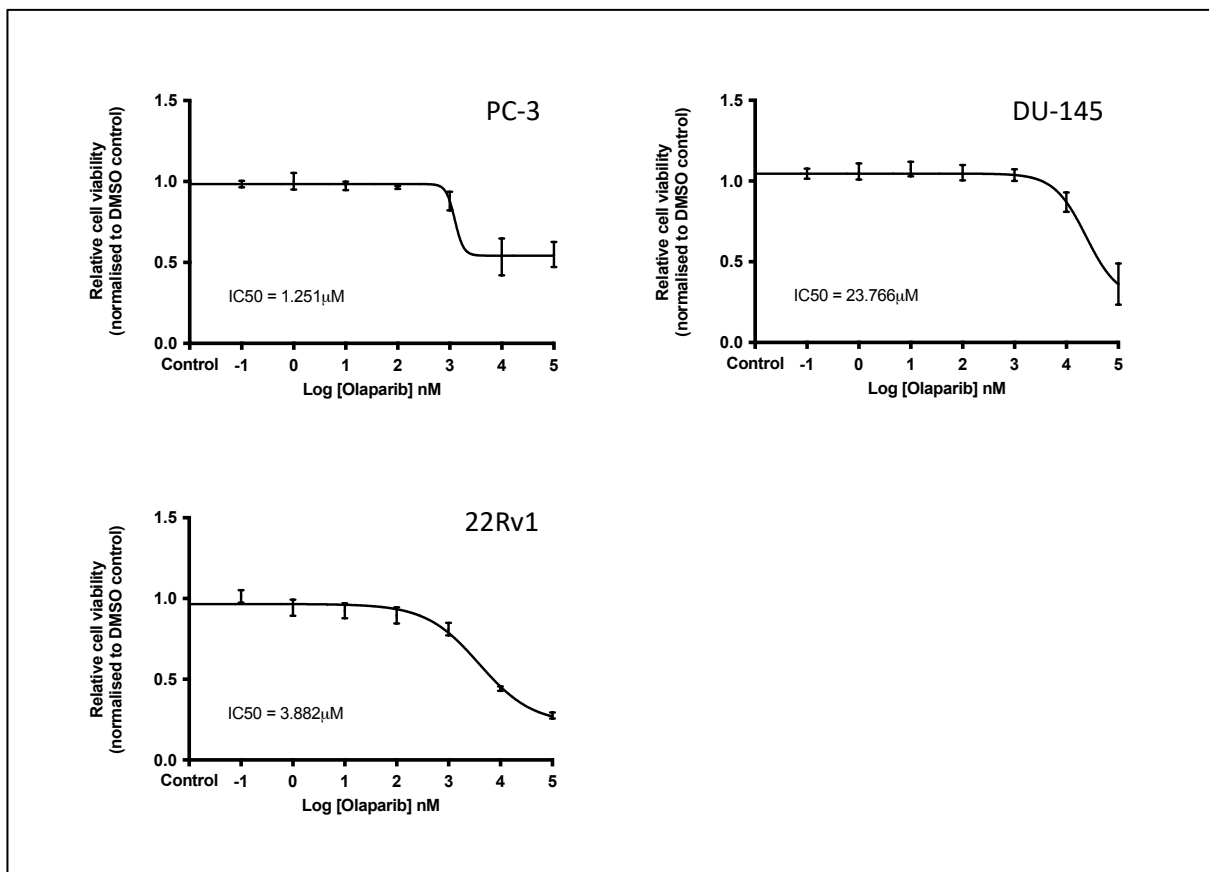 PC-3
Relative cell viability
(normalised to DMSO control)
1.5
1.0
0.5
0.0
IC50 = 1.251μM
Control -1 0 1 2 3 4 5
Log [Olaparib] nM
DU-145
Relative cell viability
(normalised to DMSO control)
1.5
1.0
0.5
0.0
IC50 = 23.766μM
Control -1 0 1 2 3 4 5
Log [Olaparib] nM
22Rv1
Relative cell viability
(normalised to DMSO control)
1.5
1.0
0.5
0.0
IC50 = 3.882μM
Control -1 0 1 2 3 4 5
Log [Olaparib] nM